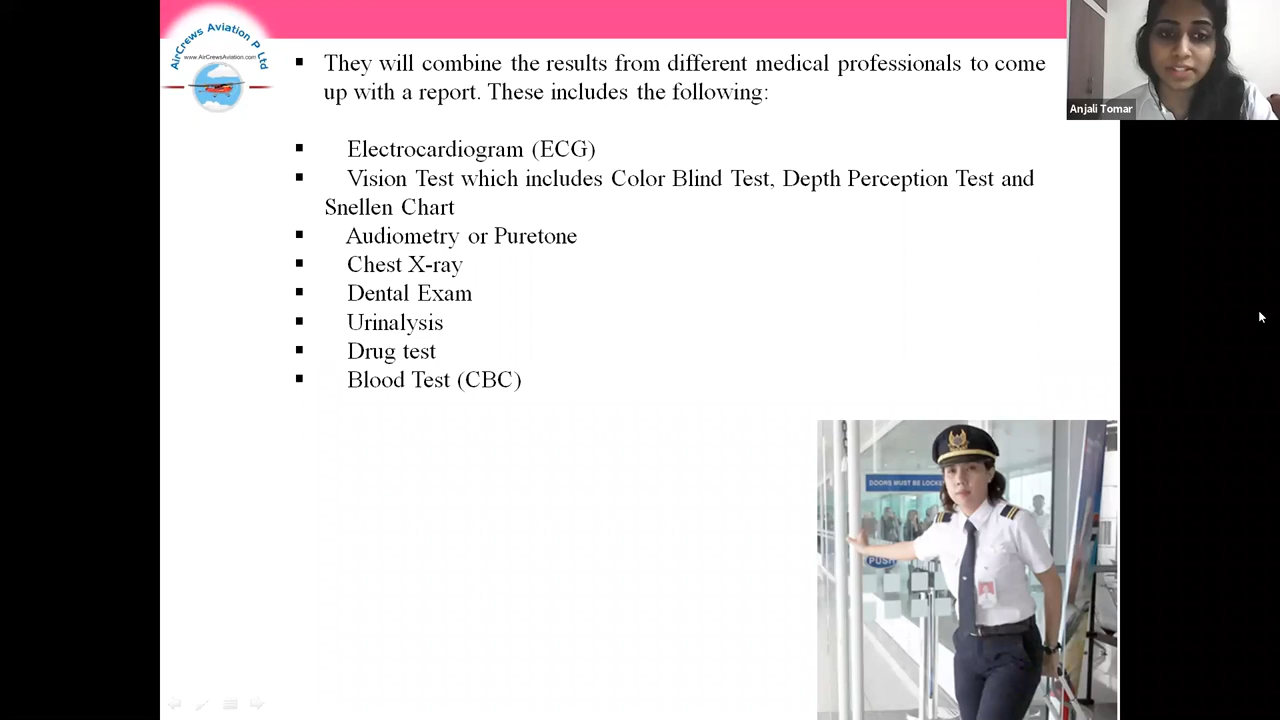 AirCrews Aviation P Ltd
www.AirCrewsAviation.com
They will combine the results from different medical professionals to come
up with a report. These includes the following:
Electrocardiogram (ECG)
Vision Test which includes Color Blind Test, Depth Perception Test and
Snellen Chart
Audiometry or Puretone
Chest X-ray
Dental Exam
Urinalysis
Drug test
Blood Test (CBC)
Anjali Tomar
DOORS MUST BE LOCKE
PUSH